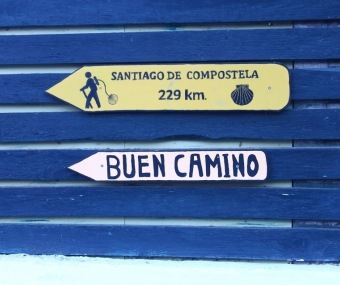 SANTIAGO DE COMPOSTELA
229 km.
BUEN CAMINO